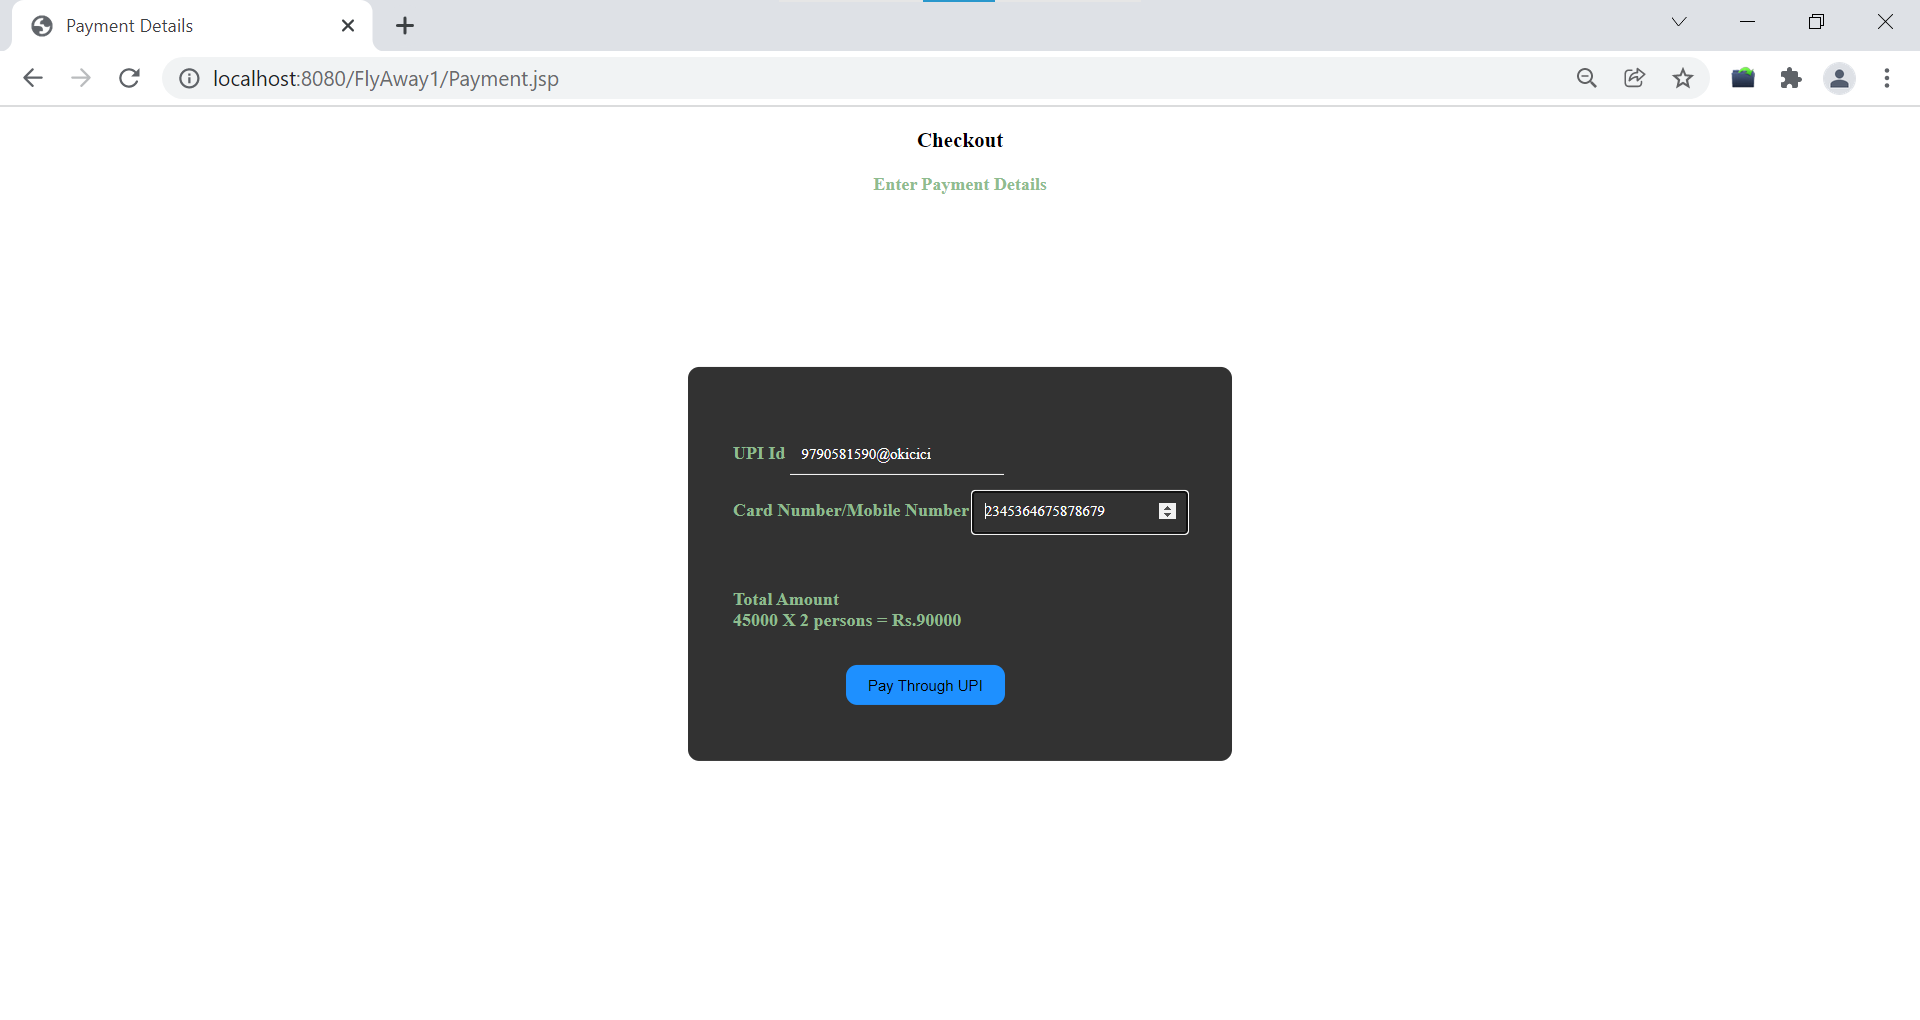 Payment Details
localhost:8080/FlyAway1/Payment.jsp
Checkout
Enter Payment Details
UPI Id 9790581590@okicici
Card Number/Mobile Number 2345364675878679
Total Amount
45000 X 2 persons = Rs.90000
Pay Through UPI